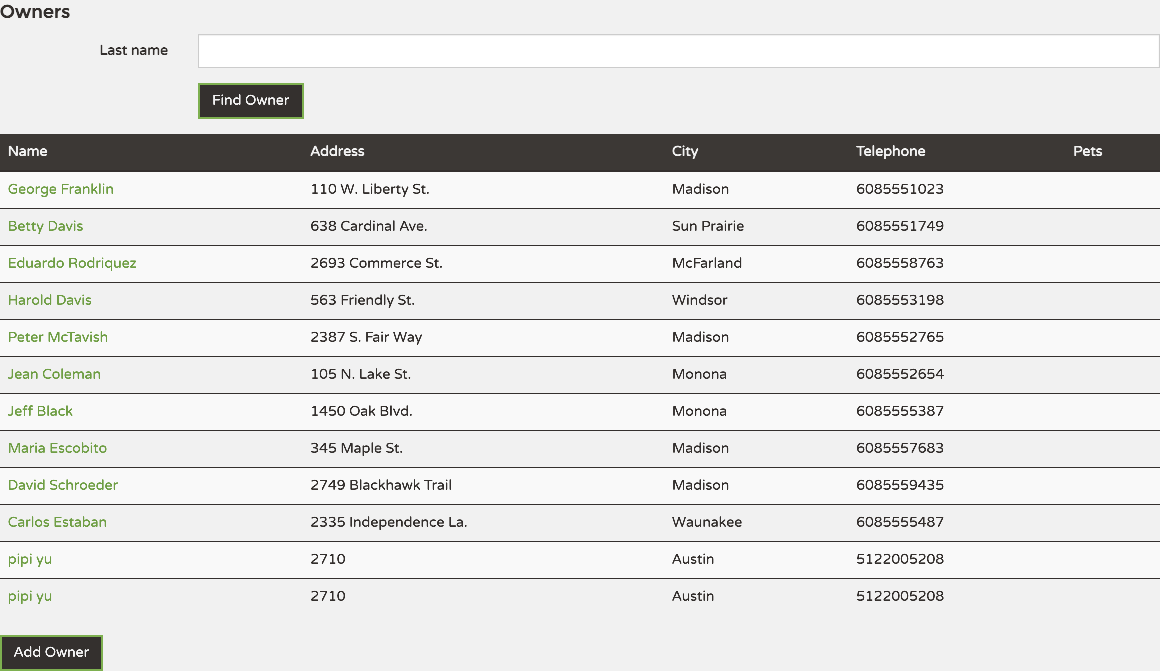 Owners
Last name
Find Owner
Name Address City Telephone Pets
George Franklin 110 W. Liberty St. Madison 6085551023
Betty Davis 638 Cardinal Ave. Sun Prairie 6085551749
Eduardo Rodriquez 2693 Commerce St. McFarland 6085558763
Harold Davis 563 Friendly St. Windsor 6085553198
Peter McTavish 2387 S. Fair Way Madison 6085552765
Jean Coleman 105 N. Lake St. Monona 6085552654
Jeff Black 1450 Oak Blvd. Monona 6085555387
Maria Escobito 345 Maple St. Madison 6085557683
David Schroeder 2749 Blackhawk Trail Madison 6085559435
Carlos Estaban 2335 Independence La. Waunakee 6085555487
pipi yu 2710 Austin 5122005208
pipi yu 2710 Austin 5122005208
Add Owner